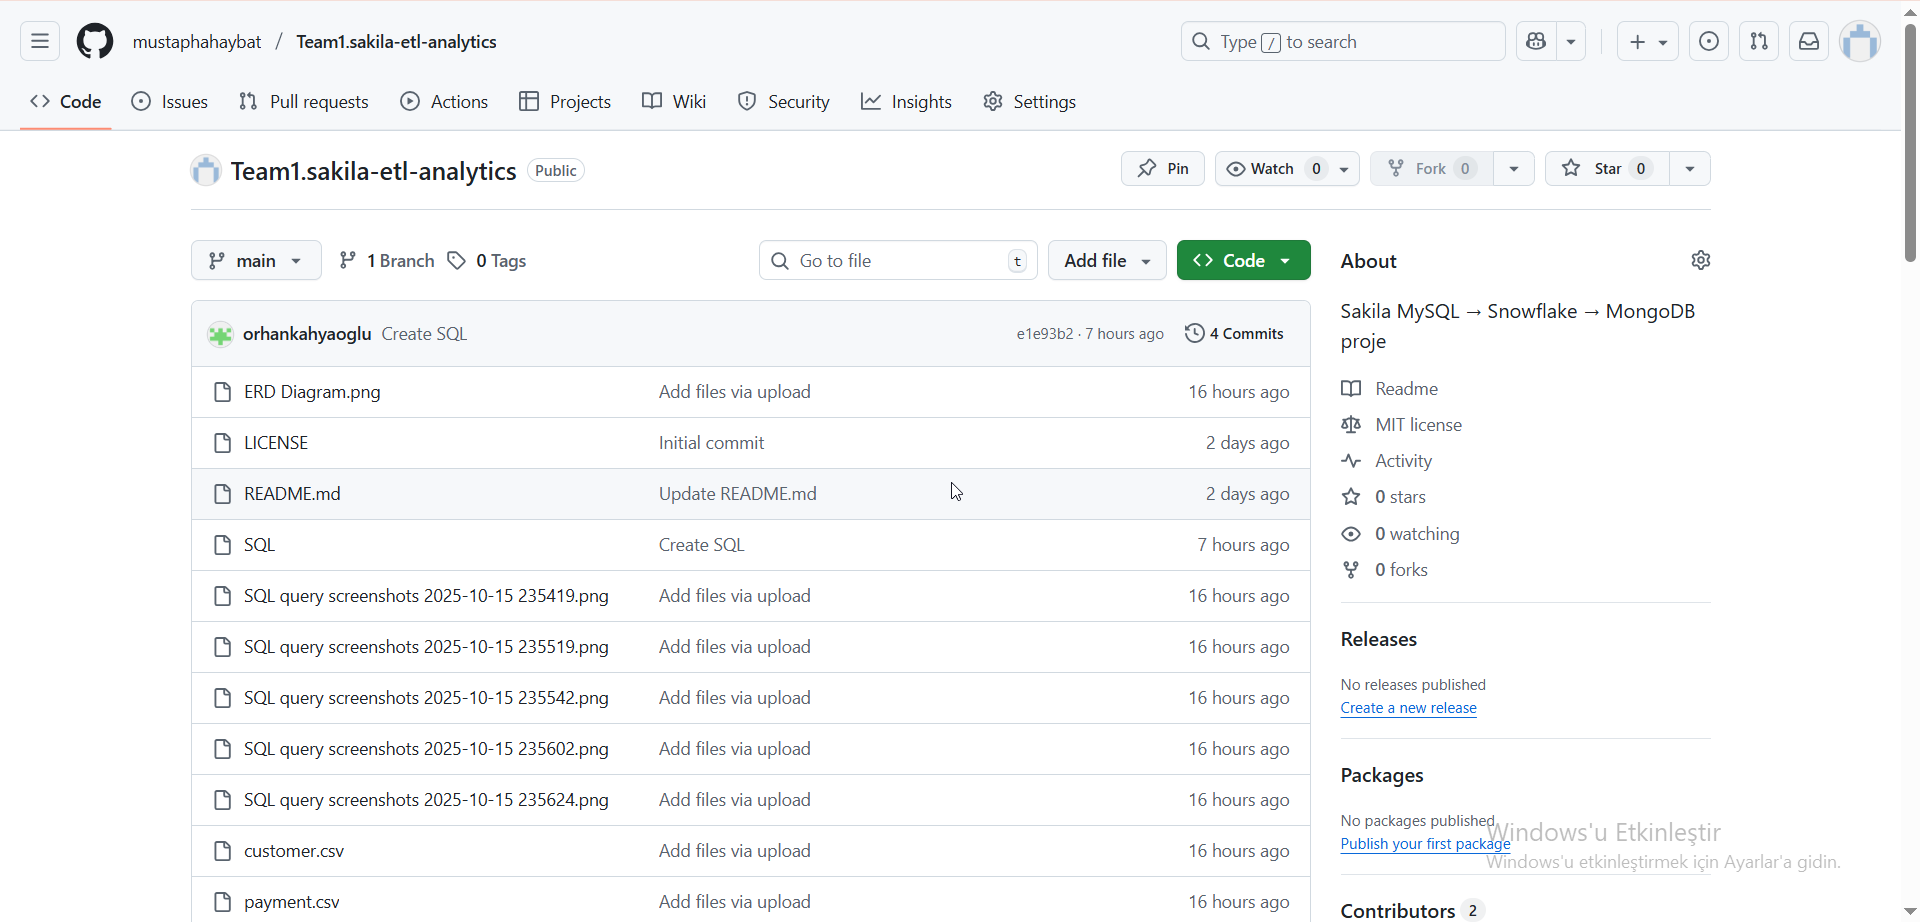 mustaphahaybat / Team1.sakila-etl-analytics
Type / to search
Code Issues Pull requests Actions Projects Wiki Security Insights Settings
Team1.sakila-etl-analytics Public
Pin Watch 0 Fork 0 Star 0
main 1 Branch 0 Tags
Go to file t Add file Code
orhankahyaoglu Create SQL e1e93b2 · 7 hours ago 4 Commits
ERD Diagram.png Add files via upload 16 hours ago
LICENSE Initial commit 2 days ago
README.md Update README.md 2 days ago
SQL Create SQL 7 hours ago
SQL query screenshots 2025-10-15 235419.png Add files via upload 16 hours ago
SQL query screenshots 2025-10-15 235519.png Add files via upload 16 hours ago
SQL query screenshots 2025-10-15 235542.png Add files via upload 16 hours ago
SQL query screenshots 2025-10-15 235602.png Add files via upload 16 hours ago
SQL query screenshots 2025-10-15 235624.png Add files via upload 16 hours ago
customer.csv Add files via upload 16 hours ago
payment.csv Add files via upload 16 hours ago
About
Sakila MySQL → Snowflake → MongoDB
proje
Readme
MIT license
Activity
0 stars
0 watching
0 forks
Releases
No releases published
Create a new release
Packages
No packages published
Publish your first package
Contributors 2
Windows'u Etkinleştir
Windows'u etkinleştirmek için Ayarlar'a gidin.